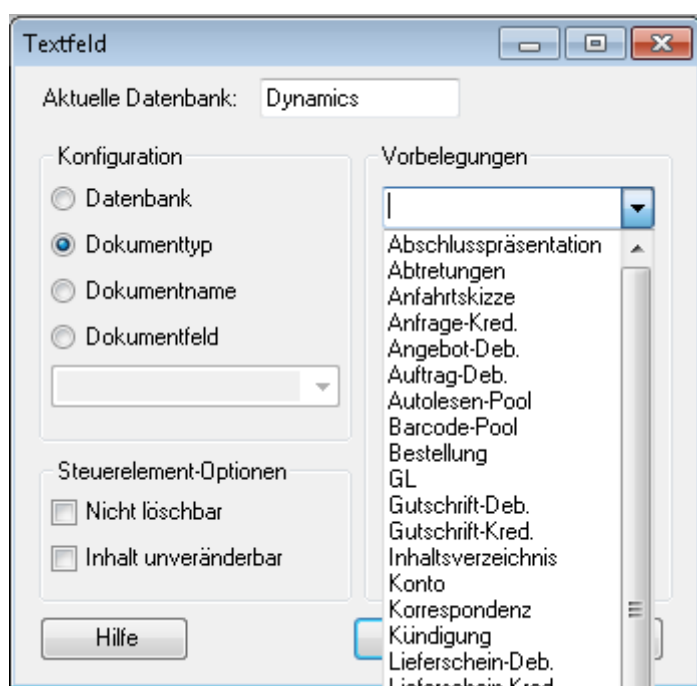 Textfeld
Aktuelle Datenbank: Dynamics
Konfiguration
Datenbank
Dokumenttyp
Dokumentname
Dokumentfeld
Steuerelement-Optionen
Nicht löschbar
Inhalt unveränderbar
Hilfe
Vorbelegungen
Abschlusspräsentation
Abtretungen
Anfahrtskizze
Anfrage-Kred.
Angebot-Deb.
Auftrag-Deb.
Autolesen-Pool
Barcode-Pool
Bestellung
GL
Gutschrift-Deb.
Gutschrift-Kred.
Inhaltsverzeichnis
Konto
Korrespondenz
Kündigung
Lieferschein-Deb.
Lieferschein-Kred.